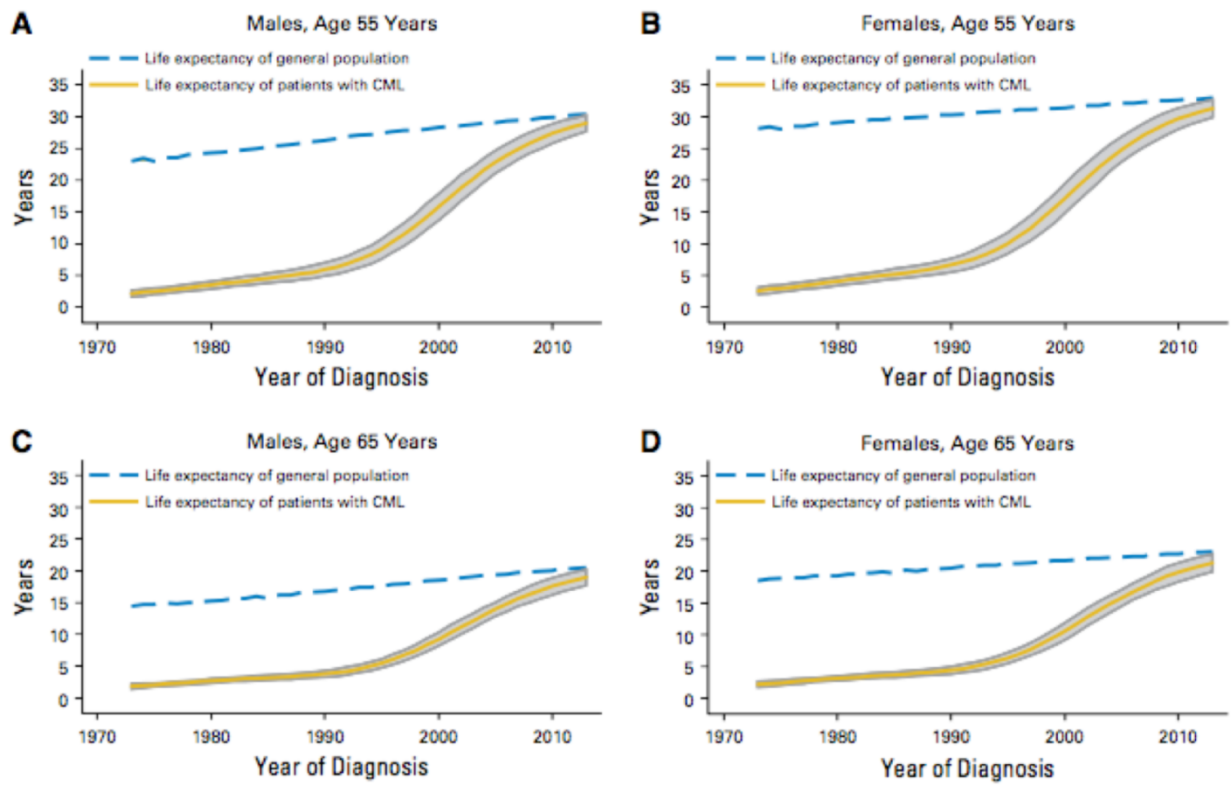 A
Males, Age 55 Years
Life expectancy of general population
Life expectancy of patients with CML
35
30
25
20
15
10
5
0
Years
1970 1980 1990 2000 2010
Year of Diagnosis
B
Females, Age 55 Years
Life expectancy of general population
Life expectancy of patients with CML
35
30
25
20
15
10
5
0
Years
1970 1980 1990 2000 2010
Year of Diagnosis
C
Males, Age 65 Years
Life expectancy of general population
Life expectancy of patients with CML
35
30
25
20
15
10
5
0
Years
1970 1980 1990 2000 2010
Year of Diagnosis
D
Females, Age 65 Years
Life expectancy of general population
Life expectancy of patients with CML
35
30
25
20
15
10
5
0
Years
1970 1980 1990 2000 2010
Year of Diagnosis